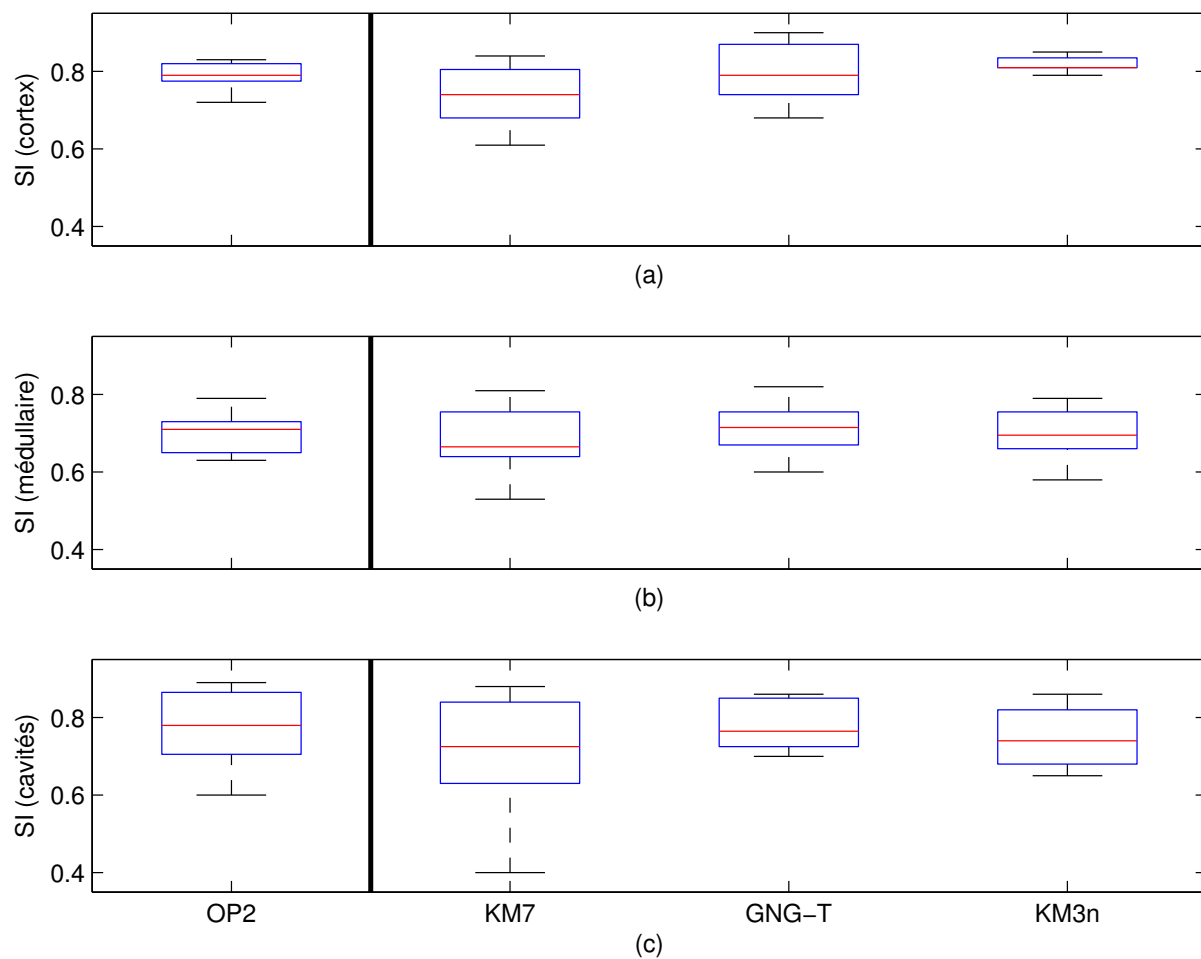 SI (cortex)
0.8
0.6
0.4
(a)
SI (médullaire)
0.8
0.6
0.4
(b)
SI (cavités)
0.8
0.6
0.4
OP2 KM7 GNG−T KM3n
(c)